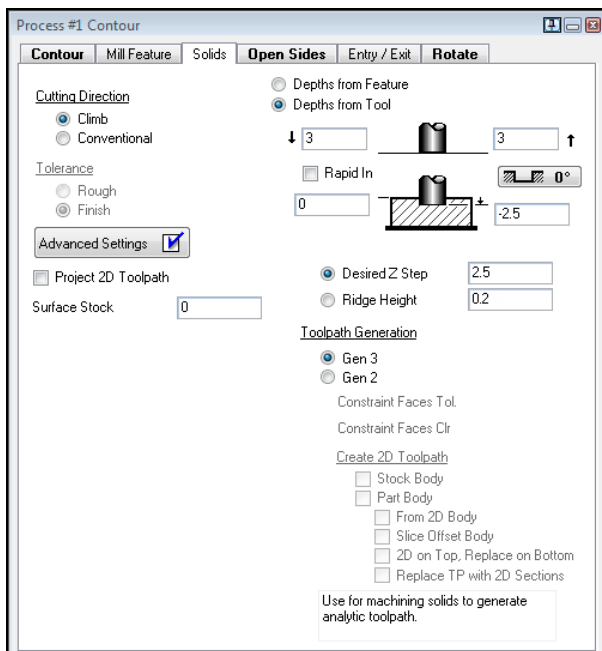 Process #1 Contour
Contour
Mill Feature
Solids
Open Sides
Entry / Exit
Rotate
Cutting Direction
Climb
Conventional
Tolerance
Rough
Finish
Advanced Settings
Project 2D Toolpath
Surface Stock
0
Depths from Feature
Depths from Tool
3
3
Rapid In
0°
0
-2.5
Desired Z Step
2.5
Ridge Height
0.2
Toolpath Generation
Gen 3
Gen 2
Constraint Faces Tol.
Constraint Faces Clr
Create 2D Toolpath
Stock Body
Part Body
From 2D Body
Slice Offset Body
2D on Top, Replace on Bottom
Replace TP with 2D Sections
Use for machining solids to generate
analytic toolpath.